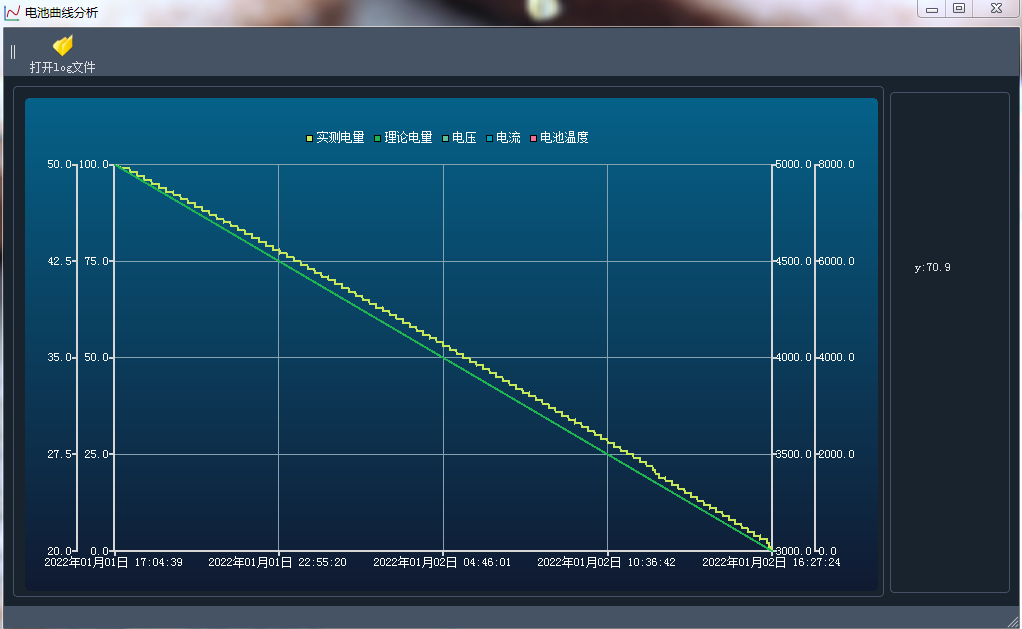 电池曲线分析
打开log文件
实测电量 理论电量 电压 电流 电池温度
50.0 100.0 5000.0 8000.0
42.5 75.0 4500.0 6000.0
y:70.9
35.0 50.0 4000.0 4000.0
27.5 25.0 3500.0 2000.0
20.0 0.0 3000.0 0.0
2022年01月01日 17:04:39 2022年01月01日 22:55:20 2022年01月02日 04:46:01 2022年01月02日 10:36:42 2022年01月02日 16:27:24